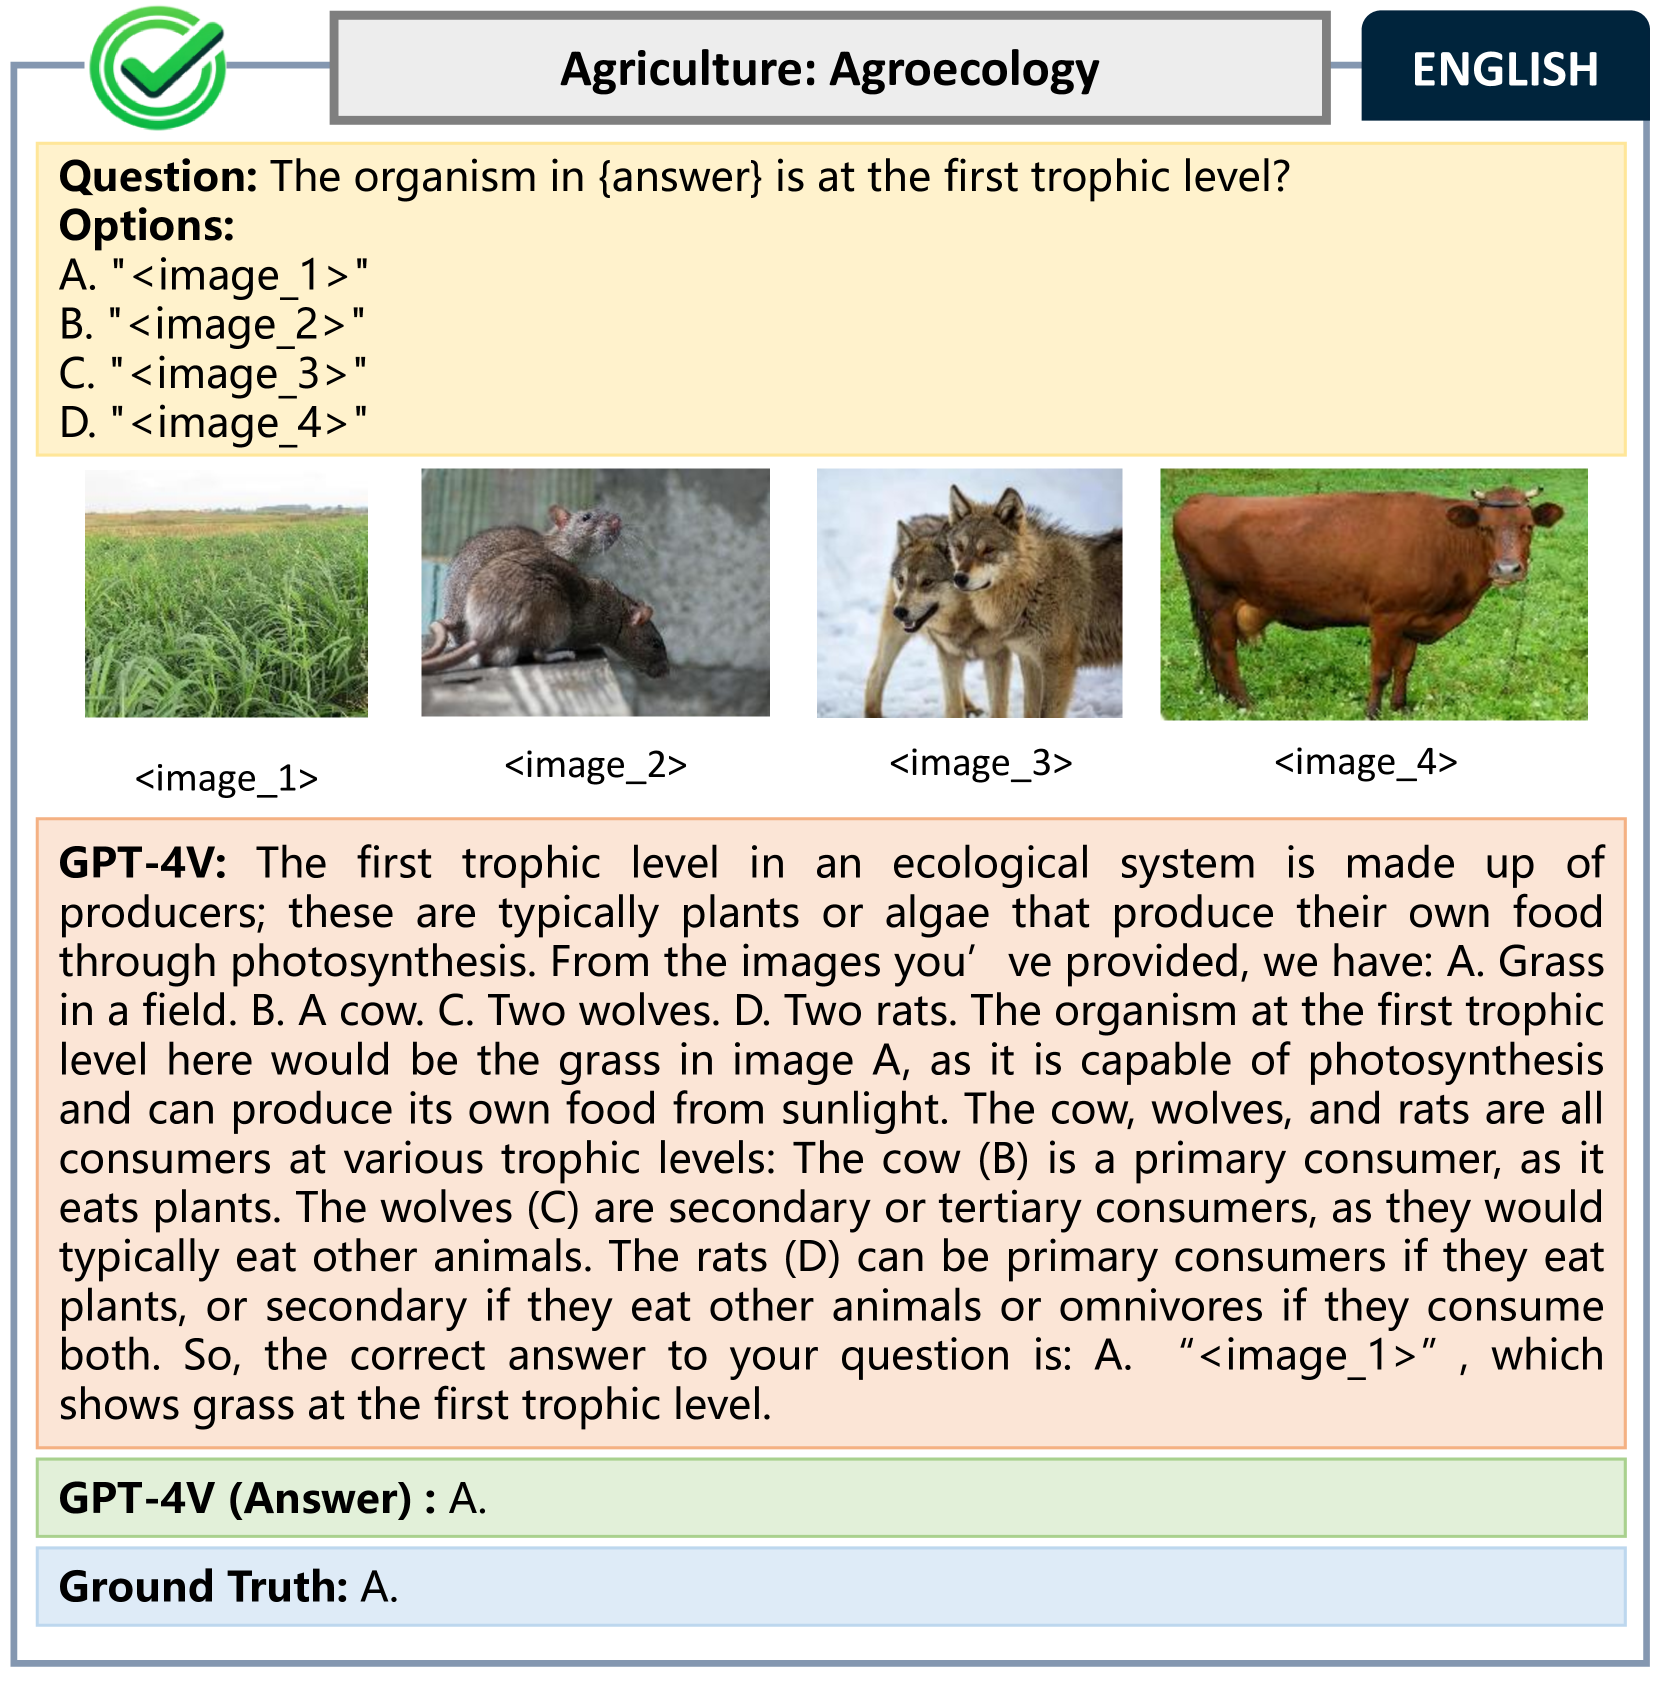 Agriculture: Agroecology
ENGLISH
Question: The organism in {answer} is at the first trophic level?
Options:
A. "<image_1>"
B. "<image_2>"
C. "<image_3>"
D. "<image_4>"
<image_1>
<image_2>
<image_3>
<image_4>
GPT-4V: The first trophic level in an ecological system is made up of
producers; these are typically plants or algae that produce their own food
through photosynthesis. From the images you’ ve provided, we have: A. Grass
in a field. B. A cow. C. Two wolves. D. Two rats. The organism at the first trophic
level here would be the grass in image A, as it is capable of photosynthesis
and can produce its own food from sunlight. The cow, wolves, and rats are all
consumers at various trophic levels: The cow (B) is a primary consumer, as it
eats plants. The wolves (C) are secondary or tertiary consumers, as they would
typically eat other animals. The rats (D) can be primary consumers if they eat
plants, or secondary if they eat other animals or omnivores if they consume
both. So, the correct answer to your question is: A. “<image_1>” , which
shows grass at the first trophic level.
GPT-4V (Answer) : A.
Ground Truth: A.